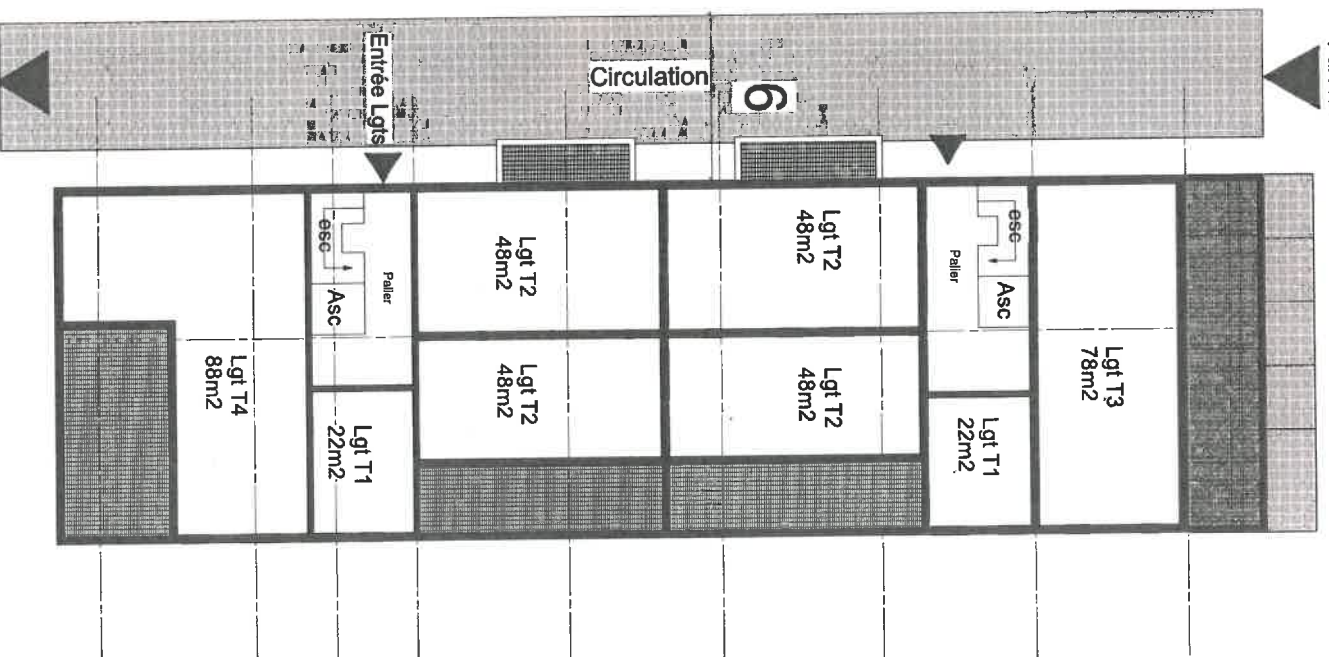 Entrée Lgts
Circulation
6
Lgt T4
88m2
esc
Asc
Palier
Lgt T1
22m2
Lgt T2
48m2
Lgt T2
48m2
Lgt T2
48m2
Lgt T2
48m2
esc
Asc
Palier
Lgt T1
22m2
Lgt T3
78m2